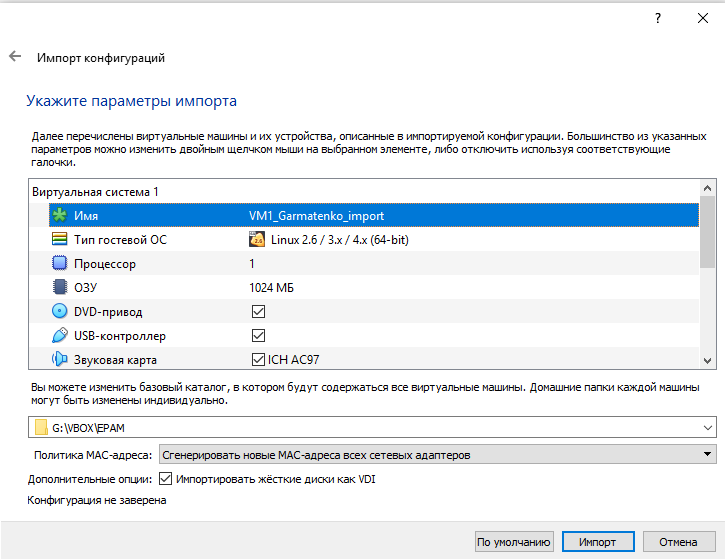 ?
Импорт конфигураций
Укажите параметры импорта
Далее перечислены виртуальные машины и их устройства, описанные в импортируемой конфигурации. Большинство из указанных
параметров можно изменить двойным щелчком мыши на выбранном элементе, либо отключить используя соответствующие
галочки.
Виртуальная система 1
Имя VM1_Garmatenko_import
Тип гостевой ОС 2.6 Linux 2.6 / 3.x / 4.x (64-bit)
Процессор 1
ОЗУ 1024 МБ
DVD-привод
USB-контроллер
Звуковая карта ICH AC97
Вы можете изменить базовый каталог, в котором будут содержаться все виртуальные машины. Домашние папки каждой машины
могут быть изменены индивидуально.
G:\VBOX\EPAM
Политика MAC-адреса: Сгенерировать новые MAC-адреса всех сетевых адаптеров
Дополнительные опции: Импортировать жёсткие диски как VDI
Конфигурация не заверена
По умолчанию Импорт Отмена